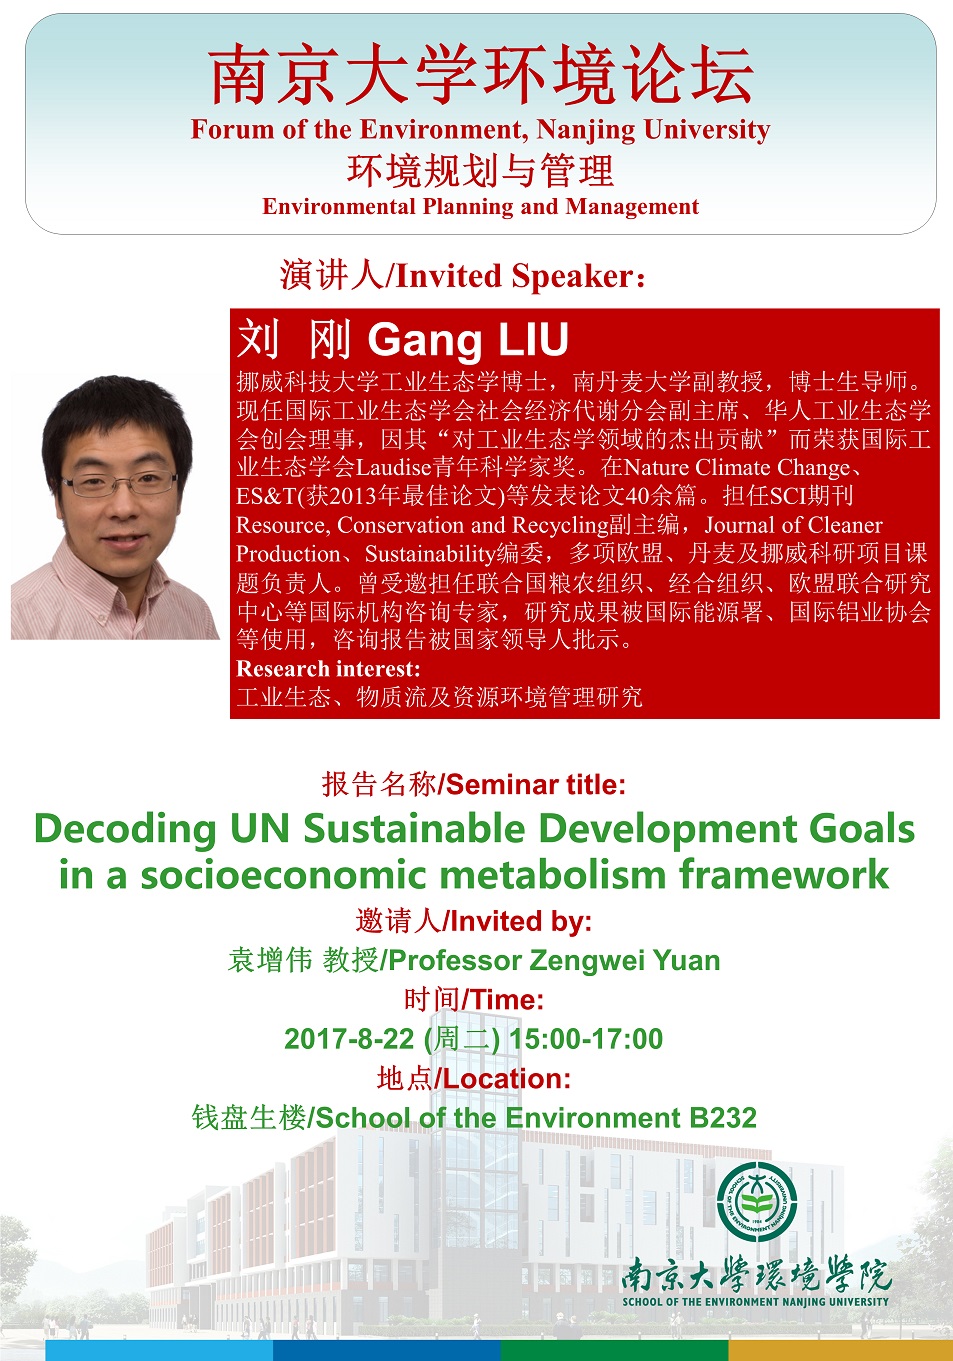 南京大学环境论坛
Forum of the Environment, Nanjing University
环境规划与管理
Environmental Planning and Management
演讲人/Invited Speaker：
刘 刚 Gang LIU
挪威科技大学工业生态学博士，南丹麦大学副教授，博士生导师。
现任国际工业生态学会社会经济代谢分会副主席、华人工业生态学
会创会理事，因其“对工业生态学领域的杰出贡献”而荣获国际工
业生态学会Laudise青年科学家奖。在Nature Climate Change、
ES&T(获2013年最佳论文)等发表论文40余篇。担任SCI期刊
Resource, Conservation and Recycling副主编，Journal of Cleaner
Production、Sustainability编委，多项欧盟、丹麦及挪威科研项目课
题负责人。曾受邀担任联合国粮农组织、经合组织、欧盟联合研究
中心等国际机构咨询专家，研究成果被国际能源署、国际铝业协会
等使用，咨询报告被国家领导人批示。
Research interest:
工业生态、物质流及资源环境管理研究
报告名称/Seminar title:
Decoding UN Sustainable Development Goals
in a socioeconomic metabolism framework
邀请人/Invited by:
袁增伟 教授/Professor Zengwei Yuan
时间/Time:
2017-8-22 (周二) 15:00-17:00
地点/Location:
钱盘生楼/School of the Environment B232
SCHOOL OF THE ENVIRONMENT NANJING UNIVERSITY
1984
南京大學環境學院
SCHOOL OF THE ENVIRONMENT NANJING UNIVERSITY